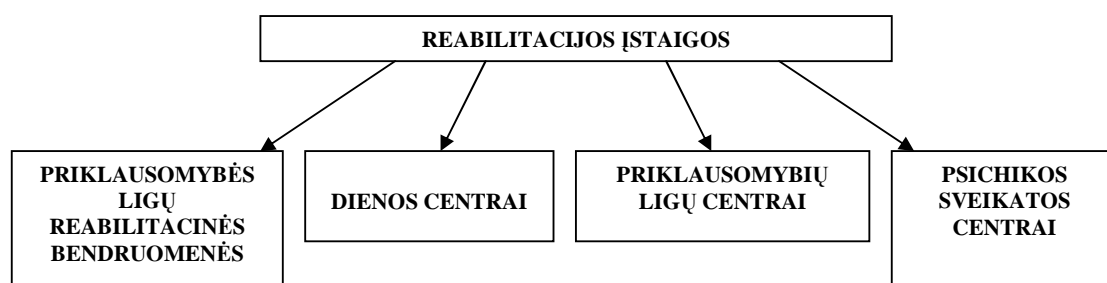 REABILITACIJOS ĮSTAIGOS
PRIKLAUSOMYBĖS
LIGŲ
REABILITACINĖS
BENDRUOMENĖS
DIENOS CENTRAI
PRIKLAUSOMYBIŲ
LIGŲ CENTRAI
PSICHIKOS
SVEIKATOS
CENTRAI